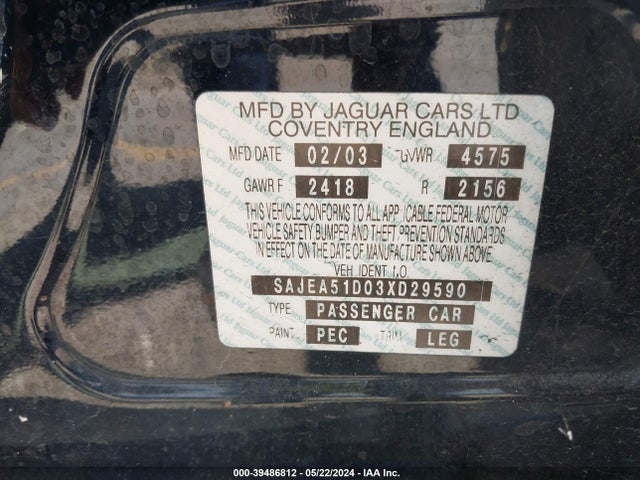 MFD BY JAGUAR CARS LTD
COVENTRY ENGLAND
MFD DATE 02/03 GVWR 4575
GAWR F 2418 R 2156
THIS VEHICLE CONFORMS TO ALL APPLICABLE FEDERAL MOTOR
VEHICLE SAFETY BUMPER AND THEFT PREVENTION STANDARDS
IN EFFECT ON THE DATE OF MANUFACTURE SHOWN ABOVE.
VEH IDENT NO.
SAJEA51D03XD29590
TYPE PASSENGER CAR
PAINT PEC TRIM LEG
000-39486812 - 05/22/2024 - IAA Inc.